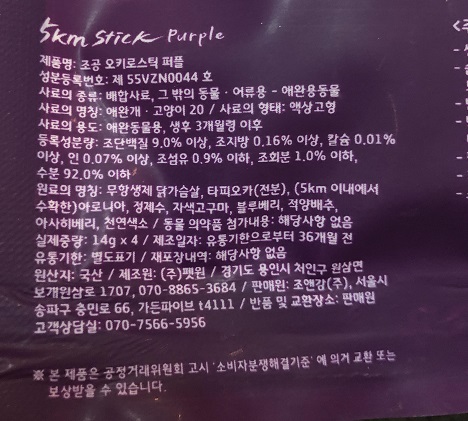 5km Stick Purple
제품명: 조공 오키로스틱 퍼플
성분등록번호: 제 55VZN0044 호
사료의 종류: 배합사료, 그 밖의 동물 · 어류용 - 애완용동물
사료의 명칭: 애완개 · 고양이 20 / 사료의 형태: 액상고형
사료의 용도: 애완동물용, 생후 3개월령 이후
등록성분량: 조단백질 9.0% 이상, 조지방 0.16% 이상, 칼슘 0.01%
이상, 인 0.07% 이상, 조섬유 0.9% 이하, 조회분 1.0% 이하,
수분 92.0% 이하
원료의 명칭: 무항생제 닭가슴살, 타피오카(전분), (5km 이내에서
수확한)아로니아, 정제수, 자색고구마, 블루베리, 적양배추,
아사히베리, 천연색소 / 동물 의약품 첨가내용: 해당사항 없음
실제중량: 14g x 4 / 제조일자: 유통기한으로부터 36개월 전
유통기한: 별도표기 / 재포장내역: 해당사항 없음
원산지: 국산 / 제조원: (주)펫원 / 경기도 용인시 처인구 원삼면
보개원삼로 1707, 070-8865-3684 / 판매원: 조앤강(주), 서울시
송파구 충민로 66, 가든파이브 t4111 / 반품 및 교환장소: 판매원
고객상담실: 070-7566-5956
※ 본 제품은 공정거래위원회 고시 '소비자분쟁해결기준' 에 의거 교환 또는
보상받을 수 있습니다.